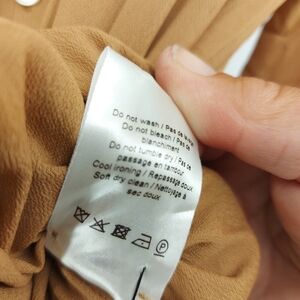 Do not wash / Pas de lavage
Do not bleach / Pas de
blanchiment
Do not tumble dry / Pas de
passage en tambour
Cool ironing / Repassage doux
Soft dry clean / Nettoyage à
sec doux
P